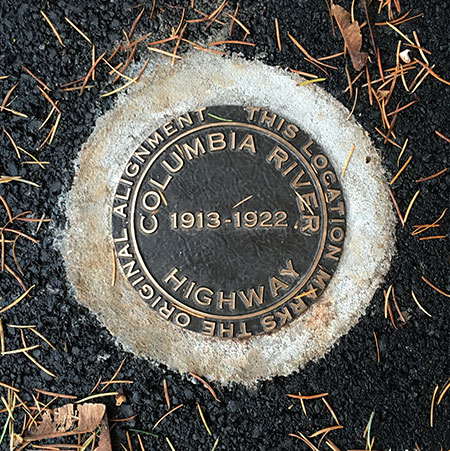 THIS LOCATION MARKS THE ORIGINAL ALIGNMENT
COLUMBIA RIVER
1913-1922
HIGHWAY